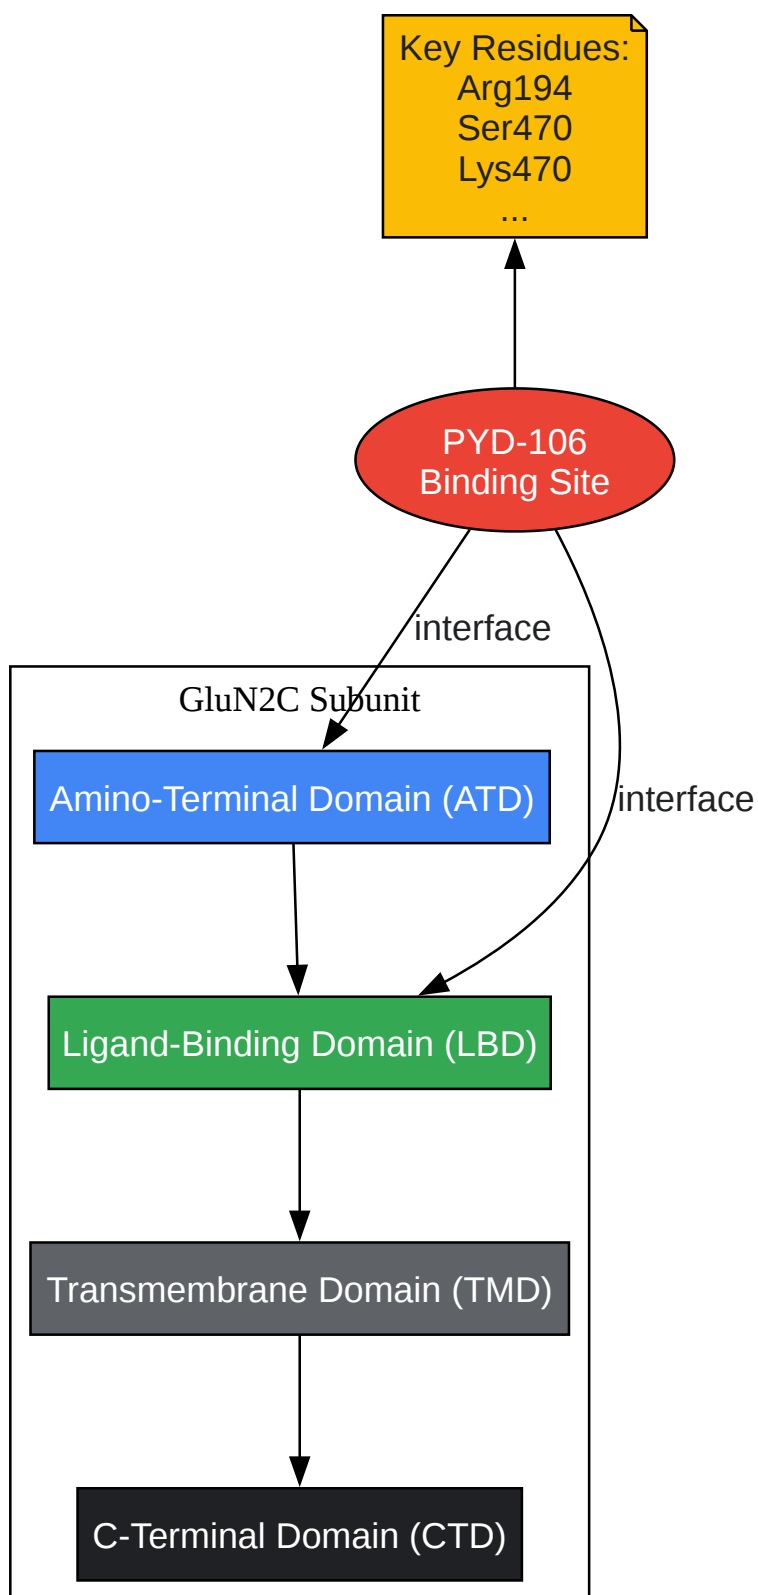 Key Residues:
Arg194
Ser470
Lys470
...
PYD-106
Binding Site
interface
GluN2C Subunit
Amino-Terminal Domain (ATD)
interface
Ligand-Binding Domain (LBD)
Transmembrane Domain (TMD)
C-Terminal Domain (CTD)